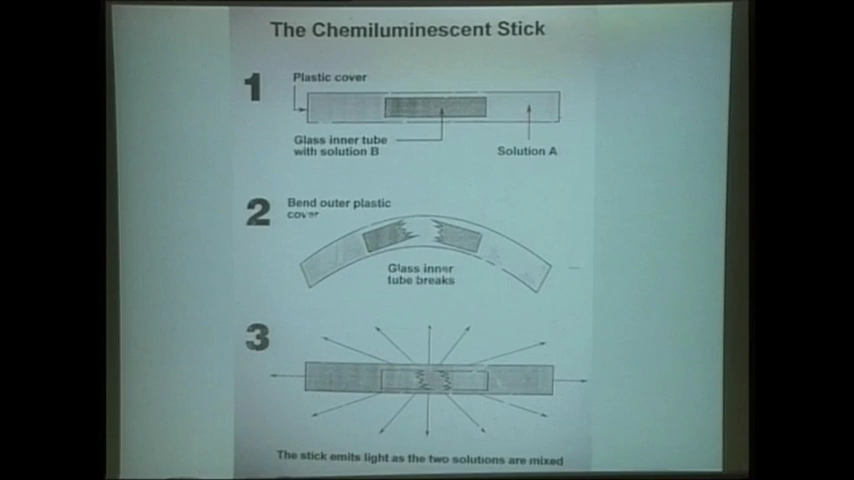 The Chemiluminescent Stick
1
Plastic cover
Glass inner tube
with solution B
Solution A
2
Bend outer plastic
cover
Glass inner
tube breaks
3
The stick emits light as the two solutions are mixed